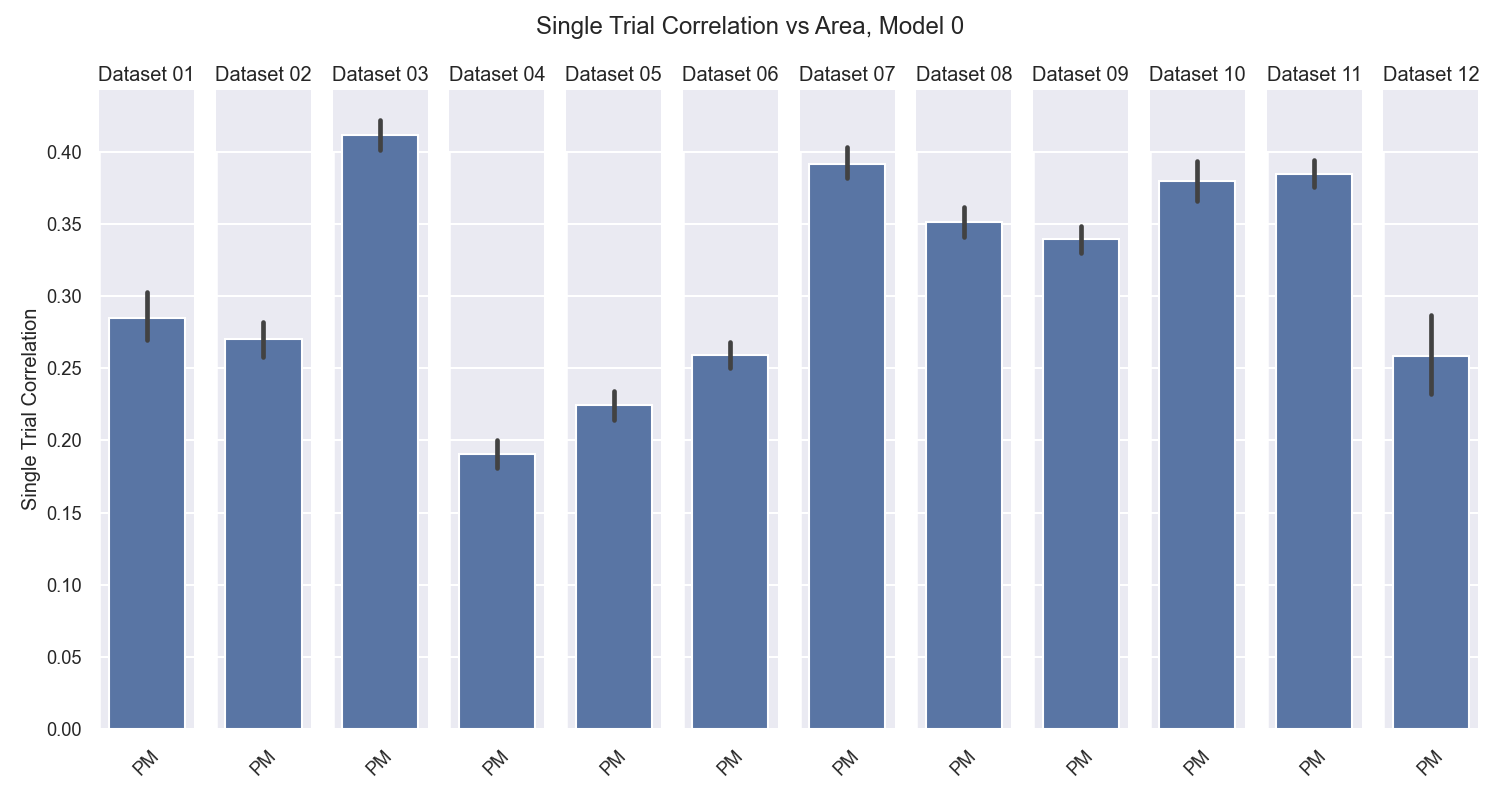 Single Trial Correlation vs Area, Model 0
Dataset 01 Dataset 02 Dataset 03 Dataset 04 Dataset 05 Dataset 06 Dataset 07 Dataset 08 Dataset 09 Dataset 10 Dataset 11 Dataset 12
Single Trial Correlation
0.40
0.35
0.30
0.25
0.20
0.15
0.10
0.05
0.00
PM PM PM PM PM PM PM PM PM PM PM PM